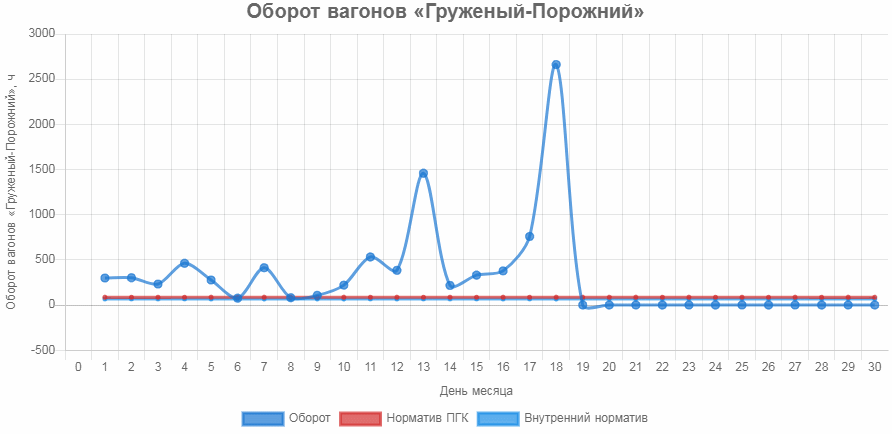 Оборот вагонов «Груженый-Порожний»
Оборот вагонов «Груженый-Порожний», ч
3000
2500
2000
1500
1000
500
0
-500
0 1 2 3 4 5 6 7 8 9 10 11 12 13 14 15 16 17 18 19 20 21 22 23 24 25 26 27 28 29 30
День месяца
Оборот Норматив ПГК Внутренний норматив